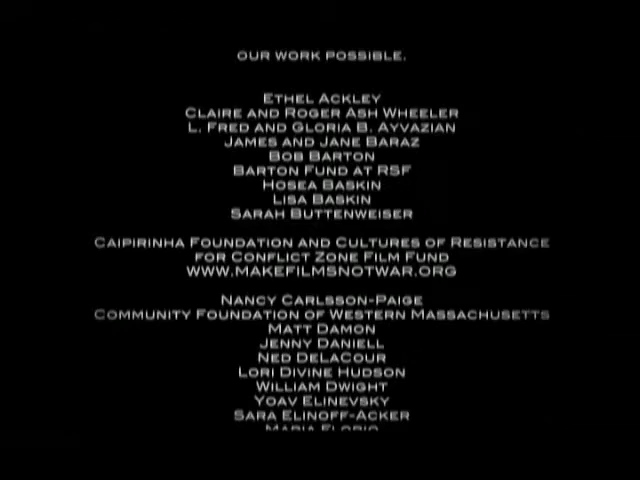 OUR WORK POSSIBLE.
ETHEL ACKLEY
CLAIRE AND ROGER ASH WHEELER
L. FRED AND GLORIA B. AYVAZIAN
JAMES AND JANE BARAZ
BOB BARTON
BARTON FUND AT RSF
HOSEA BASKIN
LISA BASKIN
SARAH BUTTENWEISER
CAIPIRINHA FOUNDATION AND CULTURES OF RESISTANCE
FOR CONFLICT ZONE FILM FUND
WWW.MAKEFILMSNOTWAR.ORG
NANCY CARLSSON-PAIGE
COMMUNITY FOUNDATION OF WESTERN MASSACHUSETTS
MATT DAMON
JENNY DANIELL
NED DELACOUR
LORI DIVINE HUDSON
WILLIAM DWIGHT
YOAV ELINEVSKY
SARA ELINOFF-ACKER
MARIA FLORIO